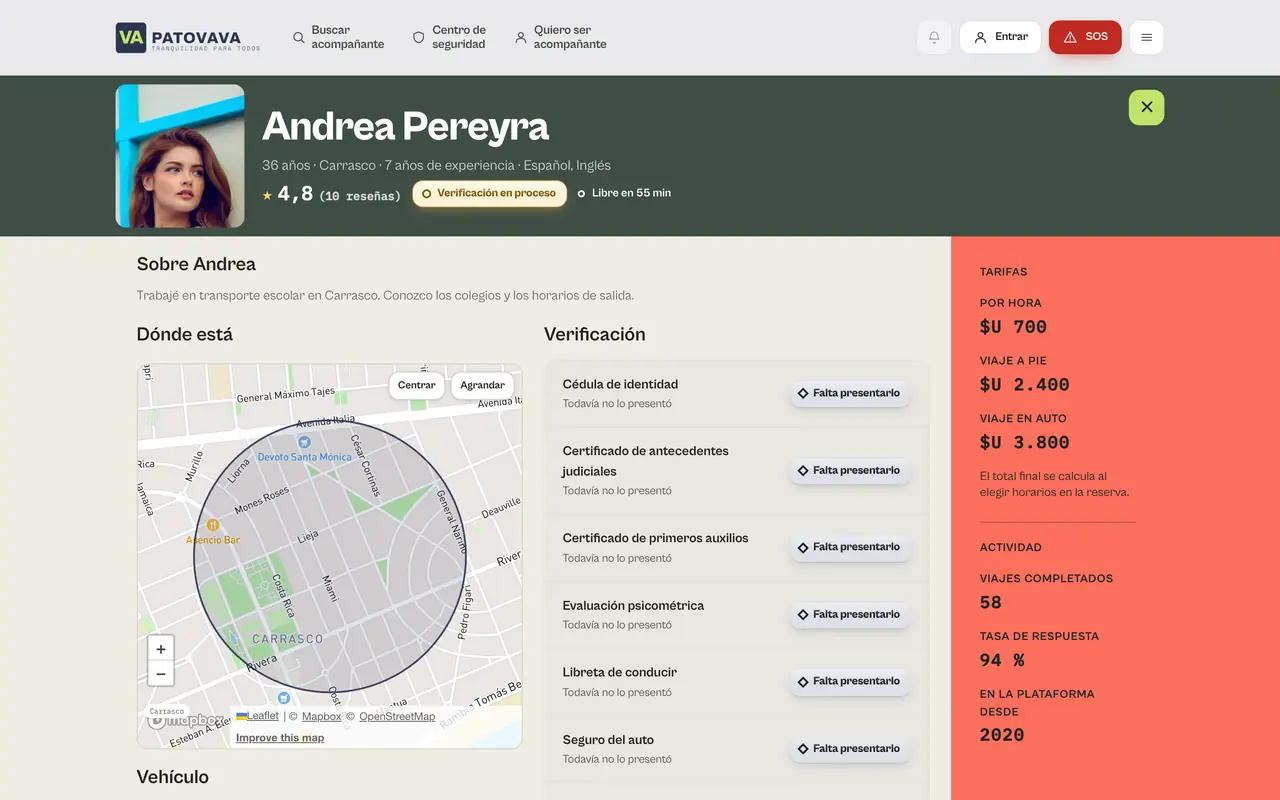 VA PATOVAVA
TRANQUILIDAD PARA TODOS
Buscar
acompañante
Centro de
seguridad
Quiero ser
acompañante
Entrar
SOS
Andrea Pereyra
36 años · Carrasco · 7 años de experiencia · Español, Inglés
★ 4,8 (10 reseñas)
Verificación en proceso
Libre en 55 min
Sobre Andrea
Trabajé en transporte escolar en Carrasco. Conozco los colegios y los horarios de salida.
Dónde está
Centrar
Agrandar
General Máximo Tajes
Avenida Italia
Avenida It
Devoto Santa Mónica
César Cortinas
Rica
Murillo
Liorna
Jamaica
Mones Roses
General Nariño
Deauville
Asencio Bar
Lieja
River
Costa Rica
Miami
Pedro Figari
CARRASCO
Rivera
+
−
Carrasco
mapbox
Esteban A. Ele
Rambla Tomás Be
Leaflet | © Mapbox © OpenStreetMap
Improve this map
Vehículo
Verificación
Cédula de identidad
Todavía no lo presentó
Falta presentarlo
Certificado de antecedentes
judiciales
Todavía no lo presentó
Falta presentarlo
Certificado de primeros auxilios
Todavía no lo presentó
Falta presentarlo
Evaluación psicométrica
Todavía no lo presentó
Falta presentarlo
Libreta de conducir
Todavía no lo presentó
Falta presentarlo
Seguro del auto
Todavía no lo presentó
Falta presentarlo
TARIFAS
POR HORA
$U 700
VIAJE A PIE
$U 2.400
VIAJE EN AUTO
$U 3.800
El total final se calcula al
elegir horarios en la reserva.
ACTIVIDAD
VIAJES COMPLETADOS
58
TASA DE RESPUESTA
94 %
EN LA PLATAFORMA
DESDE
2020